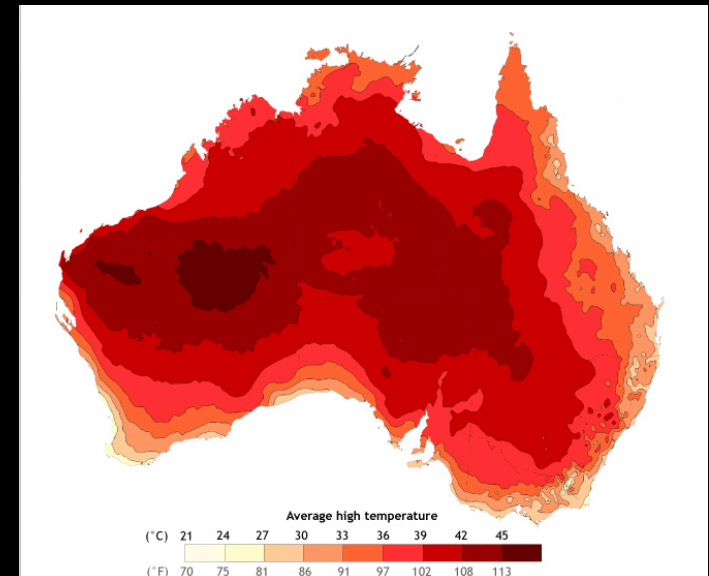 Average high temperature
(°C) 21 24 27 30 33 36 39 42 45
(°F) 70 75 81 86 91 97 102 108 113